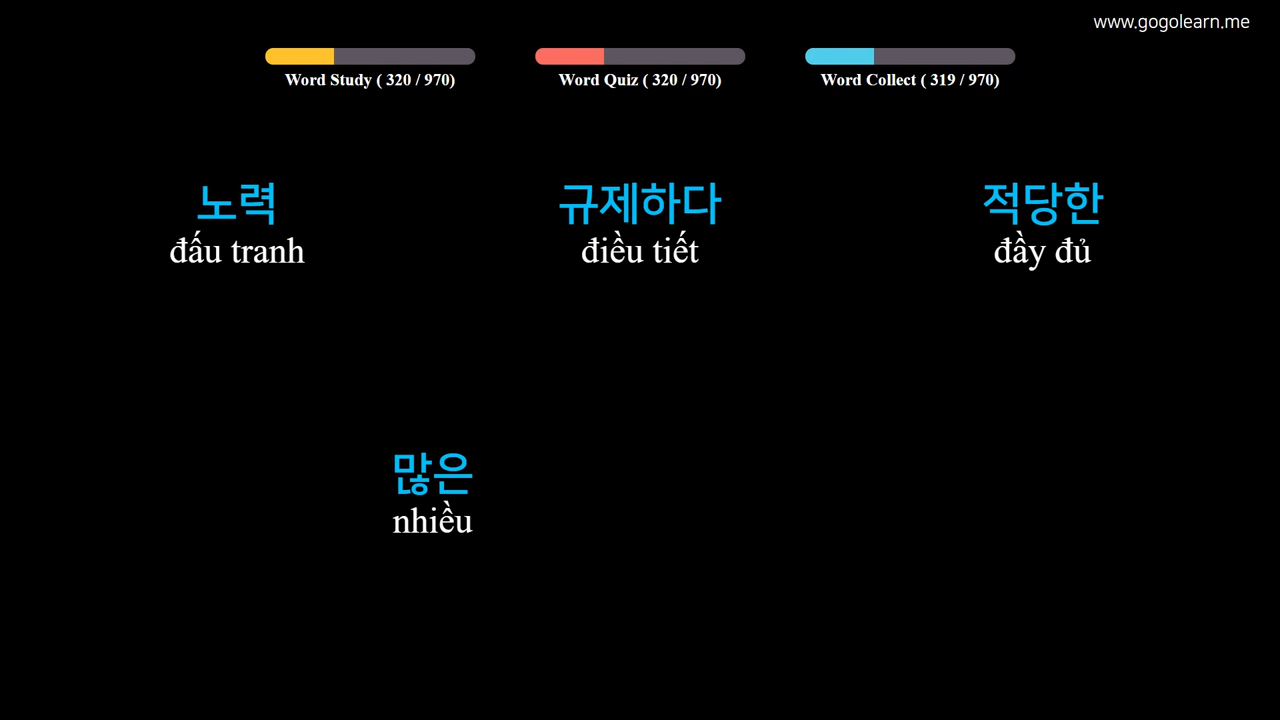 www.gogolearn.me
Word Study ( 320 / 970)
Word Quiz ( 320 / 970)
Word Collect ( 319 / 970)
노력
đấu tranh
규제하다
điều tiết
적당한
đầy đủ
많은
nhiều